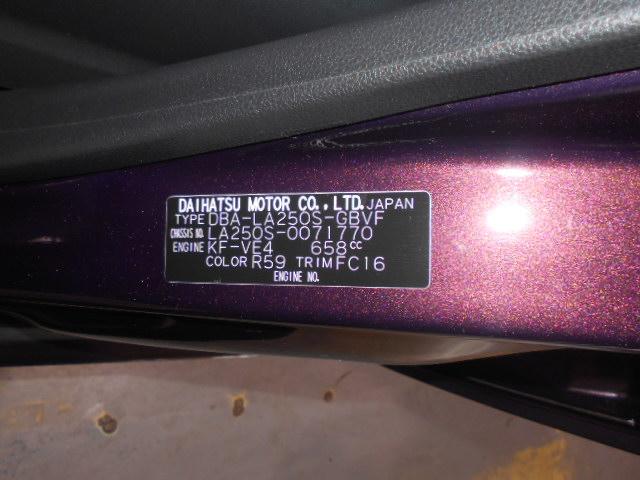 DAIHATSU MOTOR CO., LTD. JAPAN
TYPE DBA-LA250S-GBVF
CHASSIS NO. LA250S-0071770
ENGINE KF-VE4 658cc
COLOR R59 TRIM FC16
ENGINE NO.